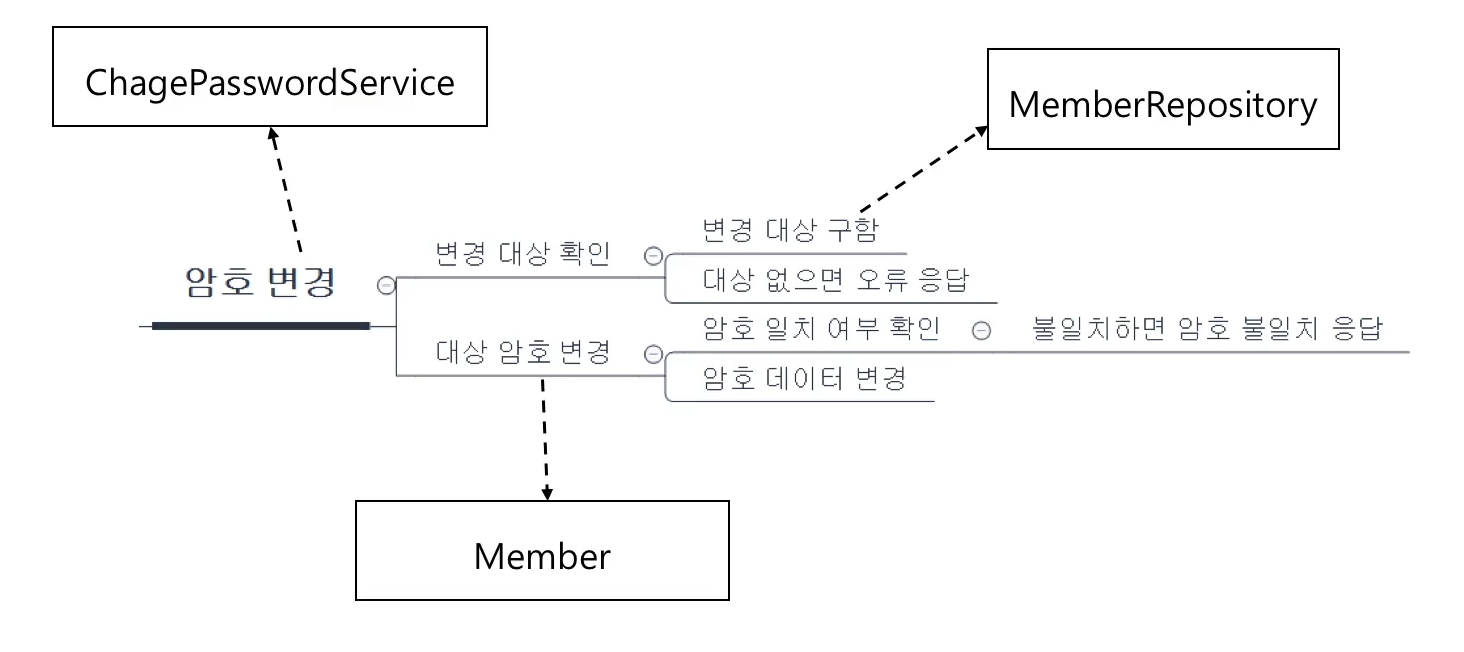 ChagePasswordService
MemberRepository
암호 변경
변경 대상 확인
변경 대상 구함
대상 없으면 오류 응답
대상 암호 변경
암호 일치 여부 확인
불일치하면 암호 불일치 응답
암호 데이터 변경
Member